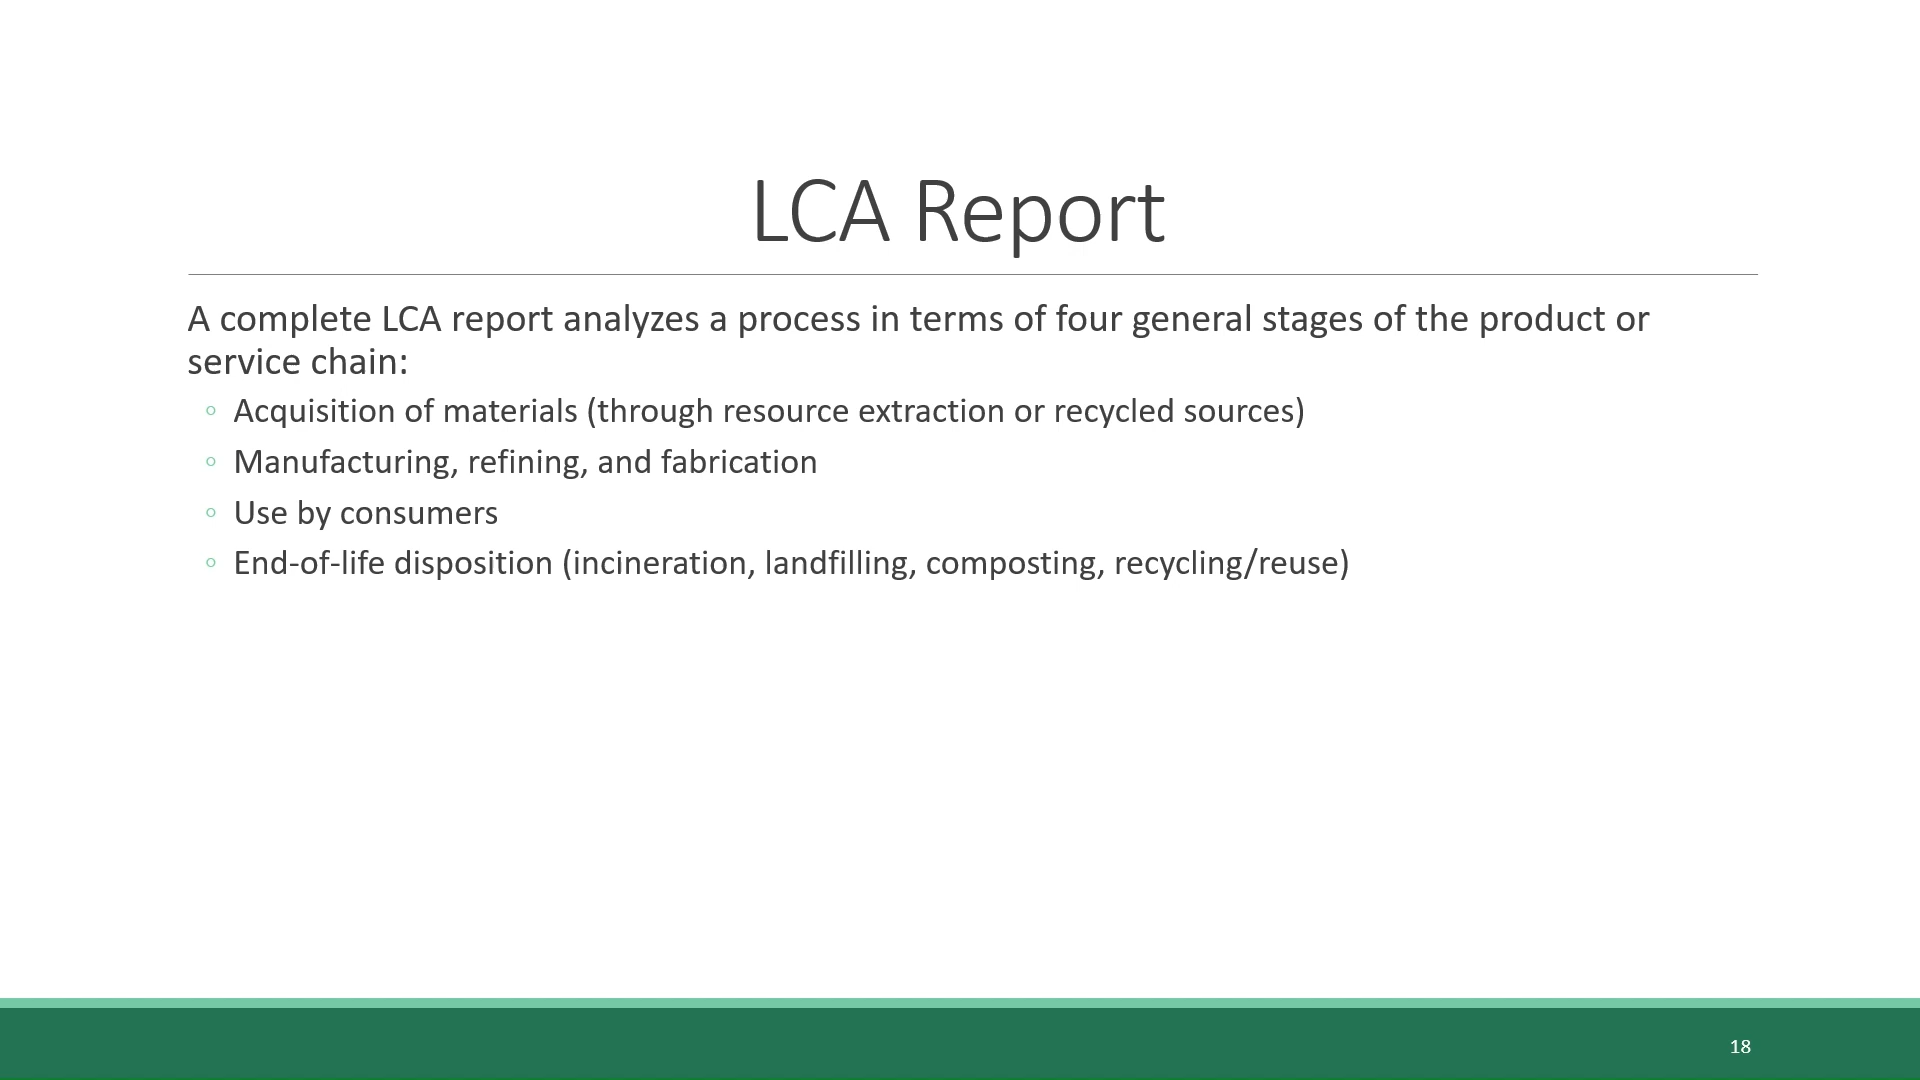 LCA Report
A complete LCA report analyzes a process in terms of four general stages of the product or
service chain:
◦ Acquisition of materials (through resource extraction or recycled sources)
◦ Manufacturing, refining, and fabrication
◦ Use by consumers
◦ End-of-life disposition (incineration, landfilling, composting, recycling/reuse)
18